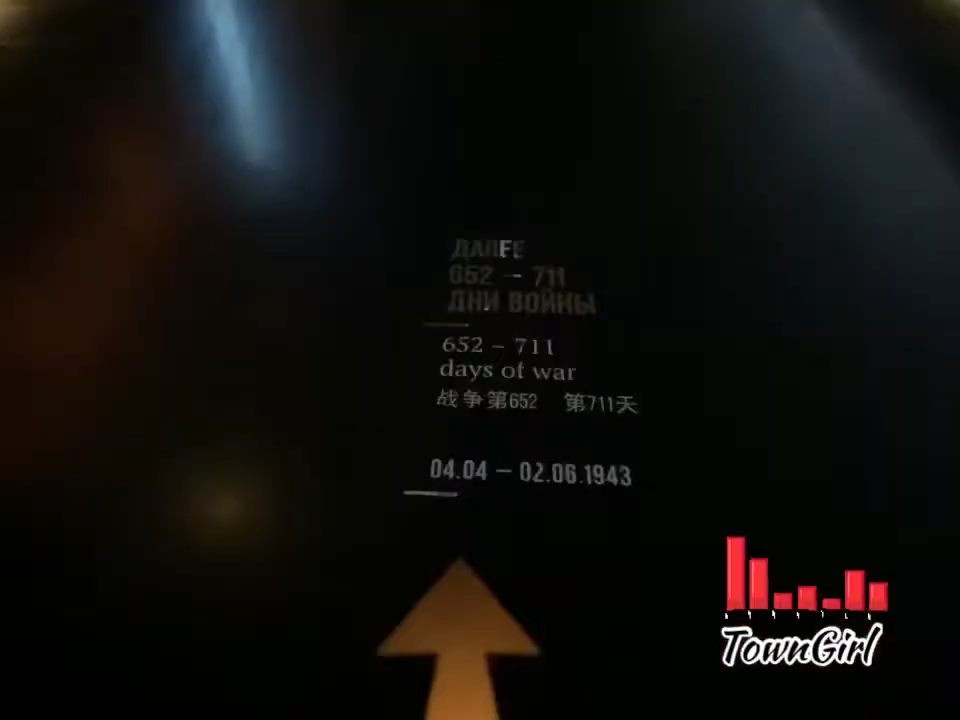 ДАЛЕЕ
652 – 711
ДНИ ВОЙНЫ
652 – 711
days of war
战争第652 第711天
04.04 – 02.06.1943
TownGirl